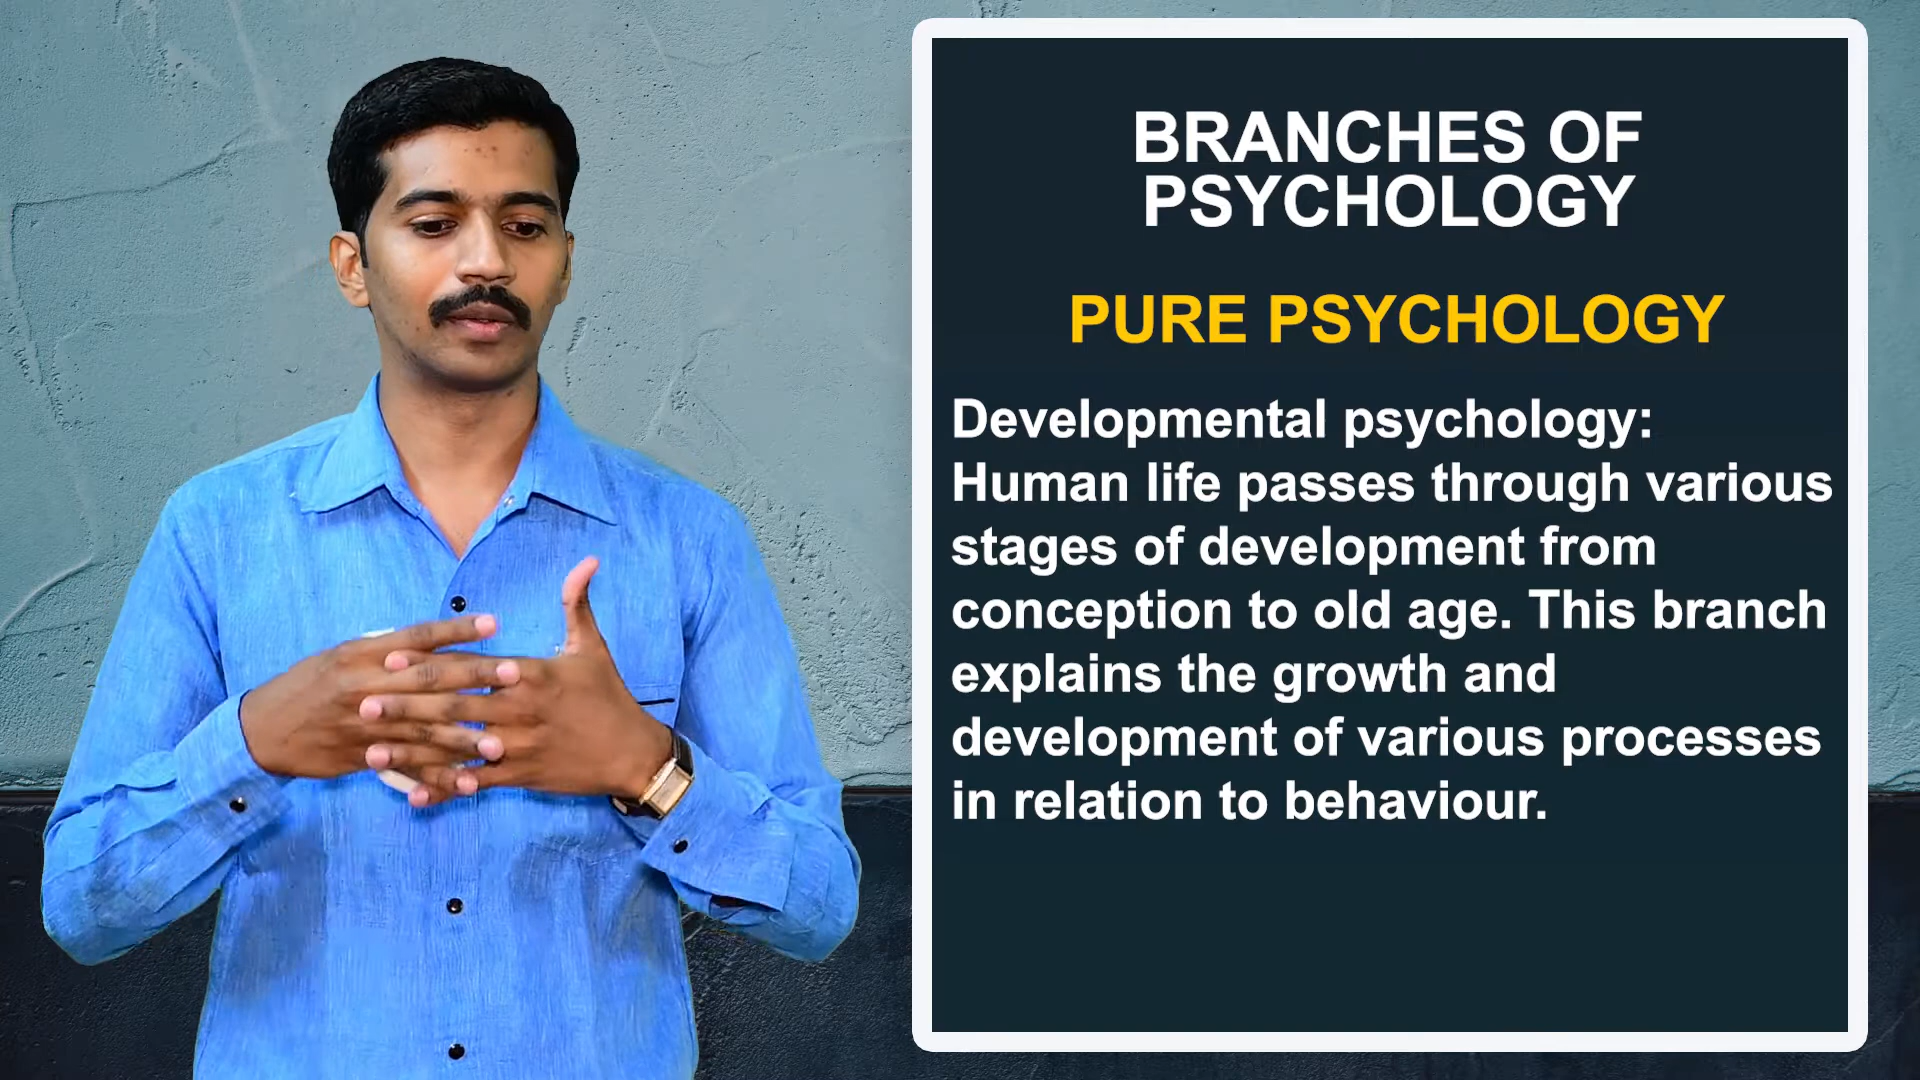 BRANCHES OF
PSYCHOLOGY
PURE PSYCHOLOGY
Developmental psychology:
Human life passes through various
stages of development from
conception to old age. This branch
explains the growth and
development of various processes
in relation to behaviour.